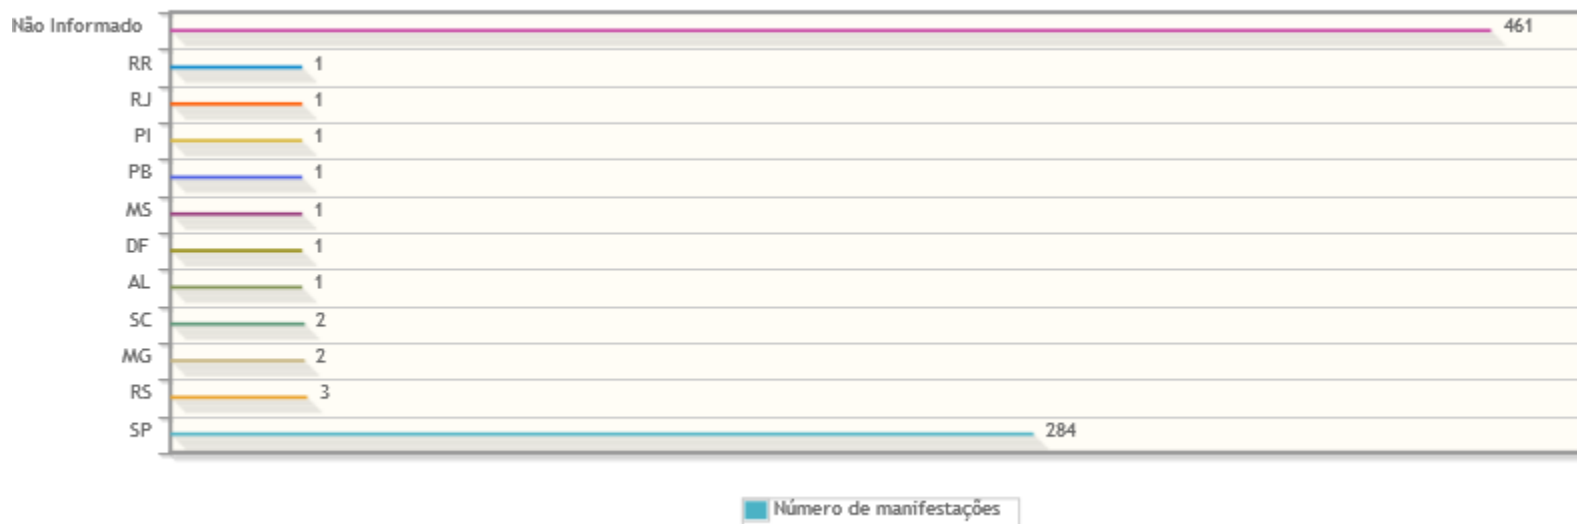 Não Informado 461
RR 1
RJ 1
PI 1
PB 1
MS 1
DF 1
AL 1
SC 2
MG 2
RS 3
SP 284
Número de manifestações